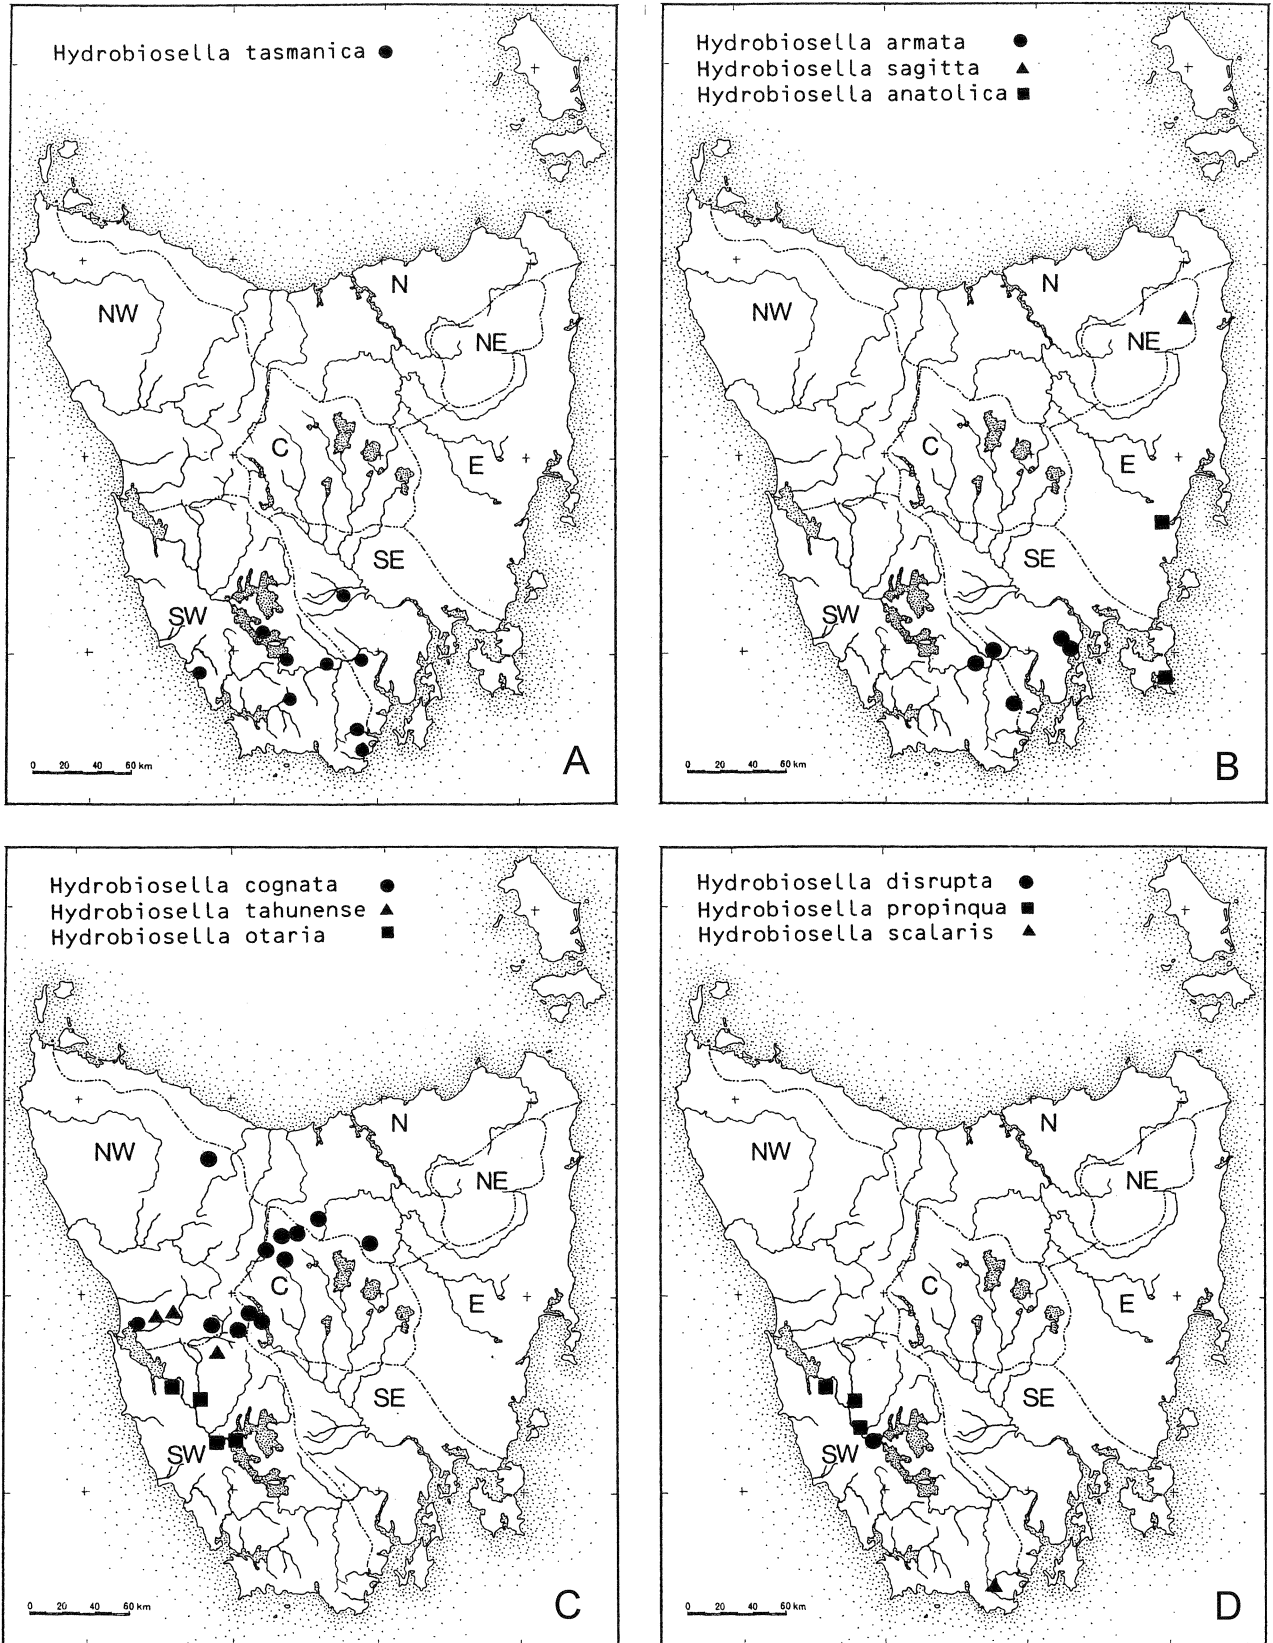 Hydrobiosella tasmanica
N
NW
NE
C
E
SE
SW
0 20 40 60 km
A
Hydrobiosella armata
Hydrobiosella sagitta
Hydrobiosella anatolica
N
NW
NE
C
E
SE
SW
0 20 40 60 km
B
Hydrobiosella cognata
Hydrobiosella tahunense
Hydrobiosella otaria
N
NW
NE
C
E
SE
SW
0 20 40 60 km
C
Hydrobiosella disrupta
Hydrobiosella propinqua
Hydrobiosella scalaris
N
NW
NE
C
E
SE
SW
0 20 40 60 km
D